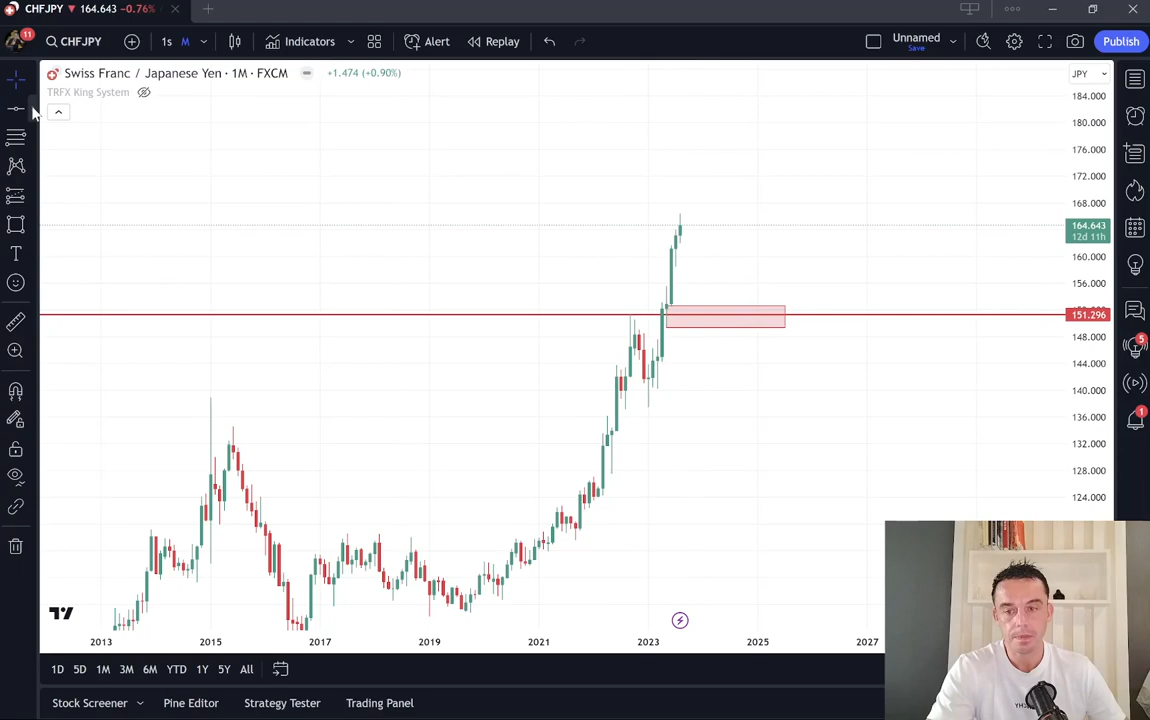 CHFJPY ▼ 164.643 −0.76%
11
CHFJPY
1s
M
Indicators
Alert
Replay
Unnamed
Save
Publish
Swiss Franc / Japanese Yen · 1M · FXCM
+1.474 (+0.90%)
JPY
TRFX King System
184.000
180.000
176.000
172.000
168.000
164.643
12d 11h
160.000
156.000
151.296
148.000
144.000
140.000
136.000
132.000
128.000
124.000
5
1
2013
2015
2017
2019
2021
2023
2025
2027
1D
5D
1M
3M
6M
YTD
1Y
5Y
All
Stock Screener
Pine Editor
Strategy Tester
Trading Panel